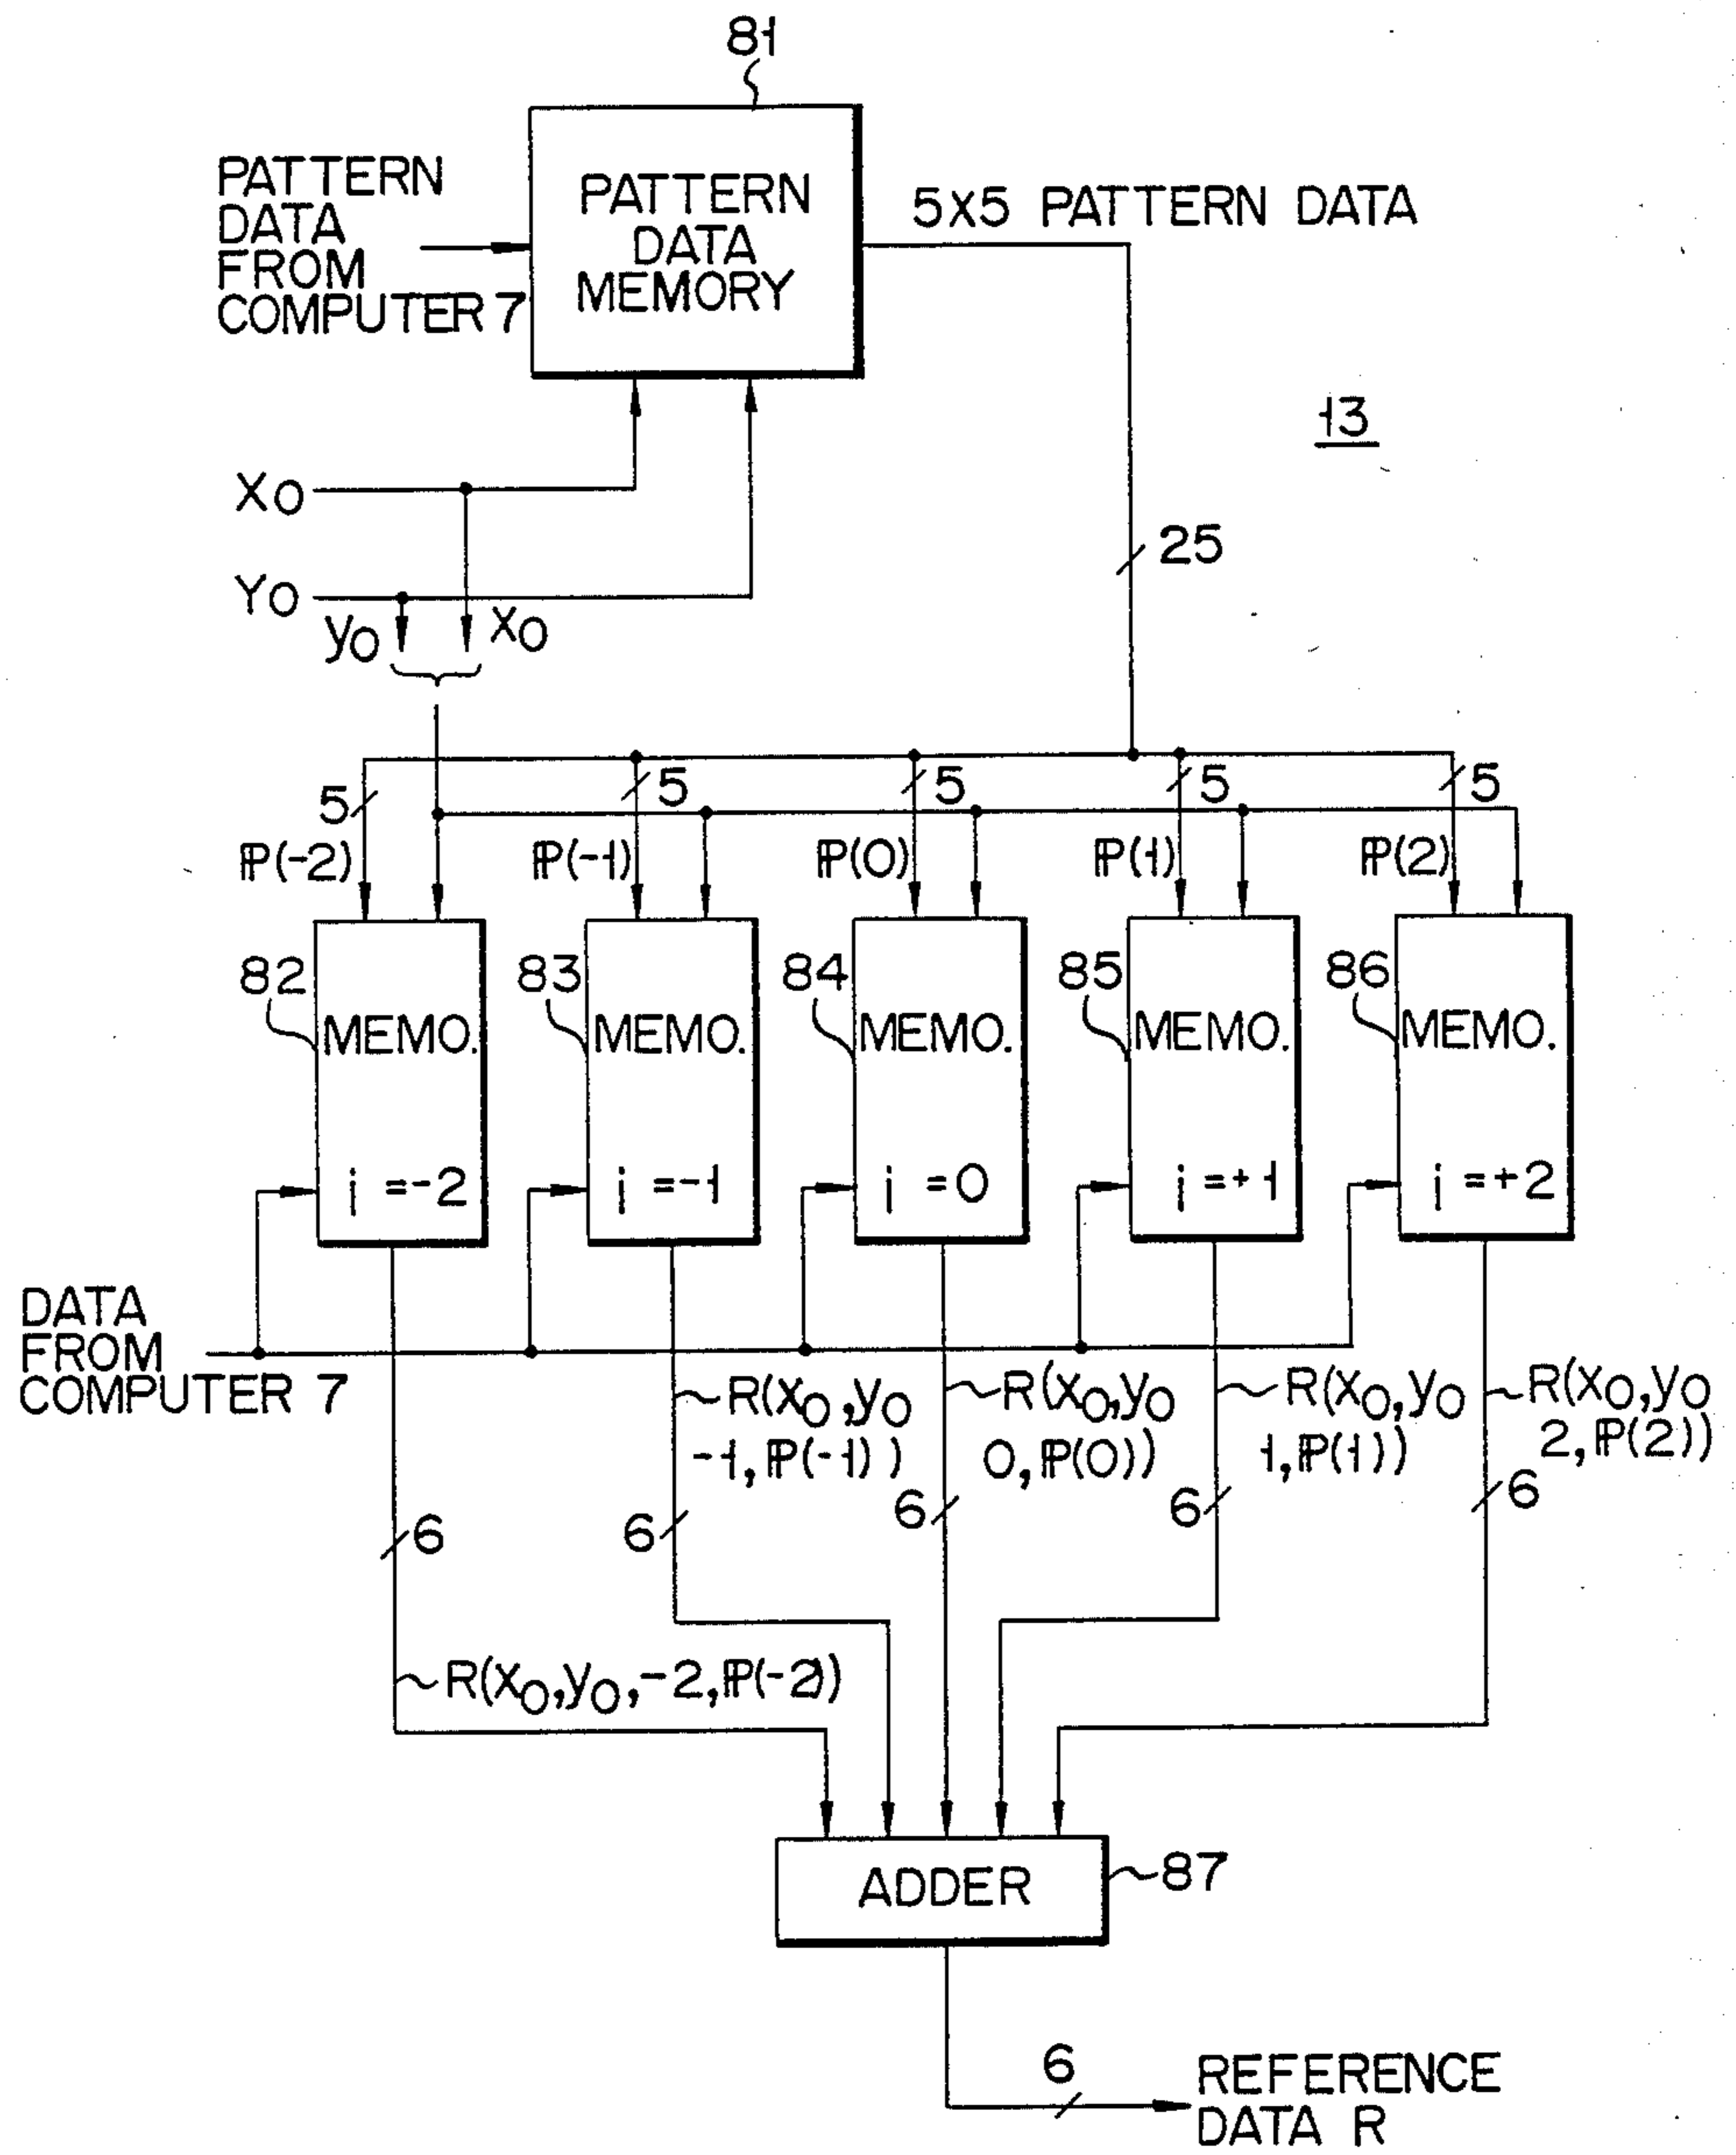 81
PATTERN
DATA
FROM
COMPUTER 7
PATTERN
DATA
MEMORY
5X5 PATTERN DATA
13
X0
25
Y0
y0
x0
5
5
5
5
5
ℙ(-2)
ℙ(-1)
ℙ(0)
ℙ(1)
ℙ(2)
82
83
84
85
86
MEMO.
MEMO.
MEMO.
MEMO.
MEMO.
i =-2
i =-1
i =0
i =+1
i =+2
DATA
FROM
COMPUTER 7
R(x0,y0
-1,ℙ(-1))
R(x0,y0
0,ℙ(0))
R(x0,y0
1,ℙ(1))
R(x0,y0
2,ℙ(2))
6
6
6
6
6
R(x0,y0,-2,ℙ(-2))
ADDER
87
6
REFERENCE
DATA R